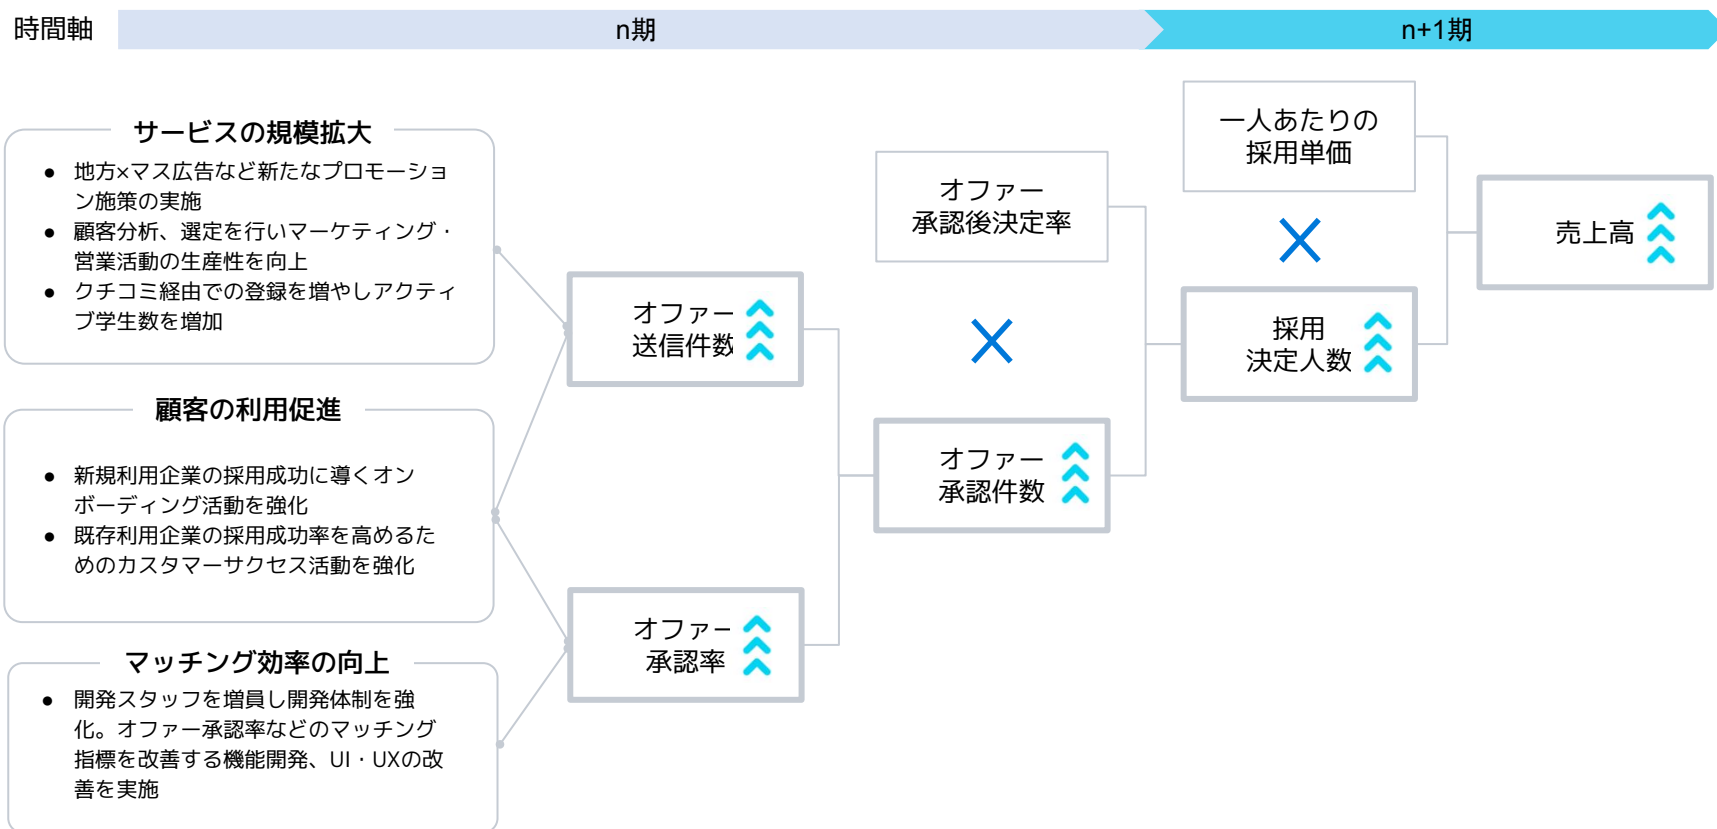 時間軸
n期
n+1期
サービスの規模拡大
● 地方×マス広告など新たなプロモーショ
ン施策の実施
● 顧客分析、選定を行いマーケティング・
営業活動の生産性を向上
● クチコミ経由での登録を増やしアクティ
ブ学生数を増加
顧客の利用促進
● 新規利用企業の採用成功に導くオン
ボーディング活動を強化
● 既存利用企業の採用成功率を高めるた
めのカスタマーサクセス活動を強化
マッチング効率の向上
● 開発スタッフを増員し開発体制を強
化。オファー承認率などのマッチング
指標を改善する機能開発、UI・UXの改
善を実施
オファー
送信件数
オファー
承認率
オファー
承認後決定率
オファー
承認件数
一人あたりの
採用単価
採用
決定人数
売上高